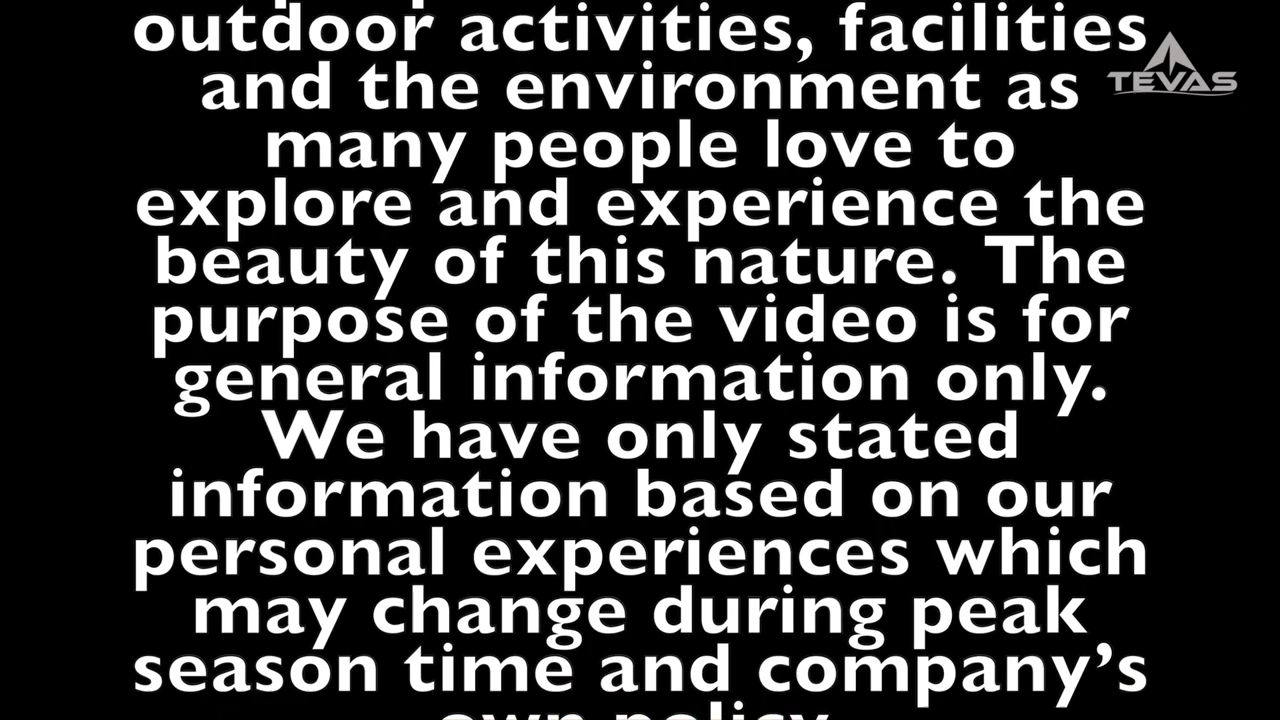 outdoor activities, facilities
and the environment as
many people love to
explore and experience the
beauty of this nature. The
purpose of the video is for
general information only.
We have only stated
information based on our
personal experiences which
may change during peak
season time and company’s
own policy
TEVAS